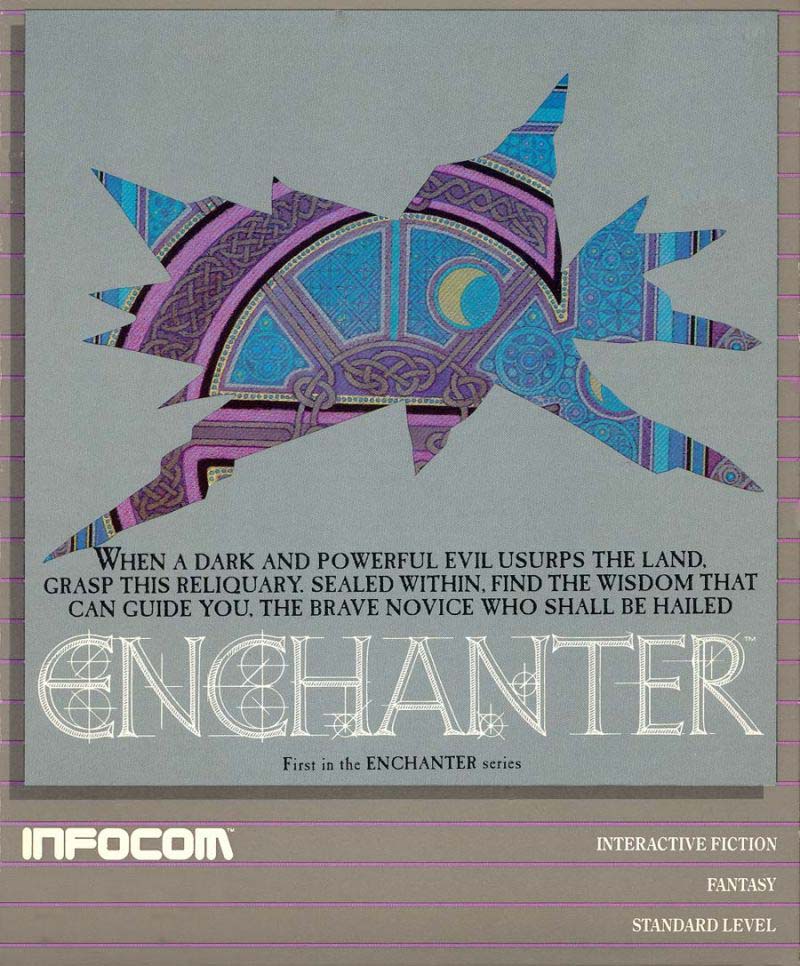 WHEN A DARK AND POWERFUL EVIL USURPS THE LAND,
GRASP THIS RELIQUARY. SEALED WITHIN, FIND THE WISDOM THAT
CAN GUIDE YOU, THE BRAVE NOVICE WHO SHALL BE HAILED
ENCHANTER™
First in the ENCHANTER series
INFOCOM™
INTERACTIVE FICTION
FANTASY
STANDARD LEVEL